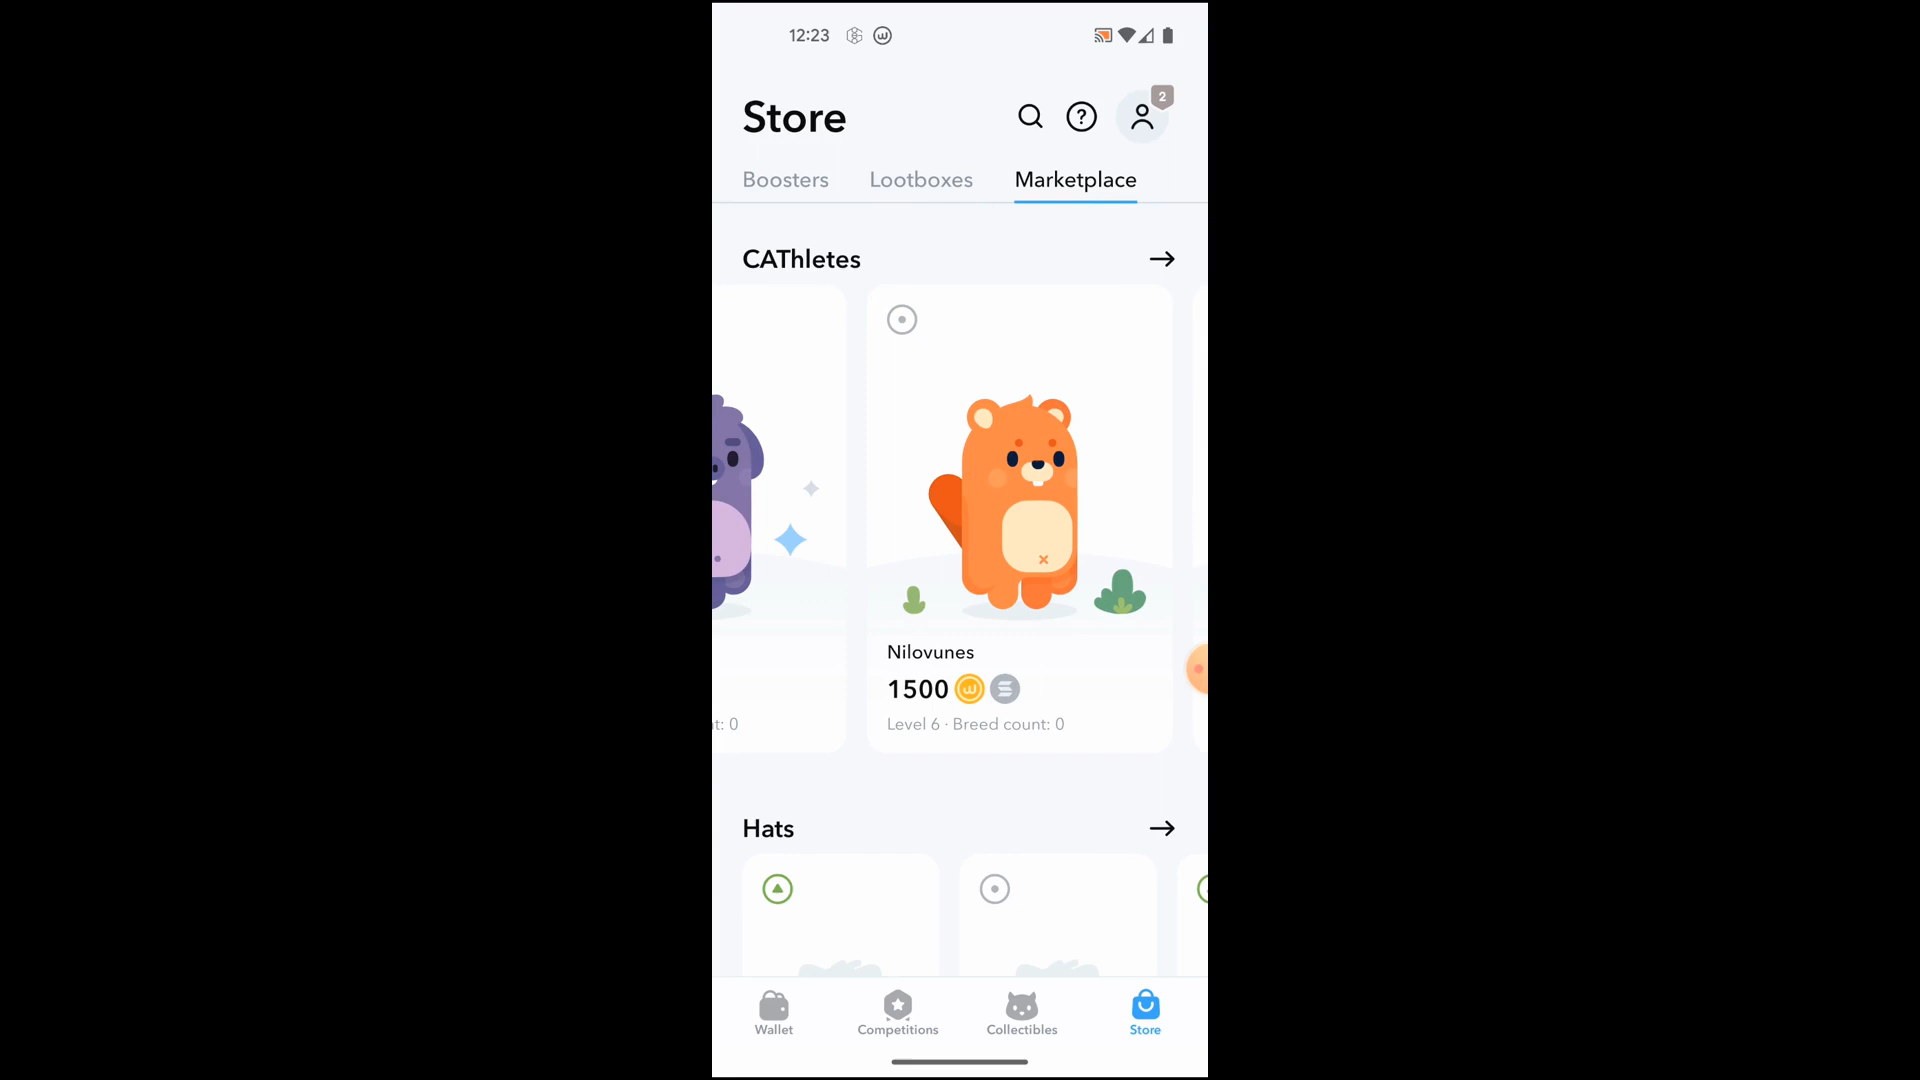 12:23
Store
2
Boosters Lootboxes Marketplace
CAThletes
Nilovunes
1500
t: 0
Level 6 · Breed count: 0
Hats
Wallet Competitions Collectibles Store